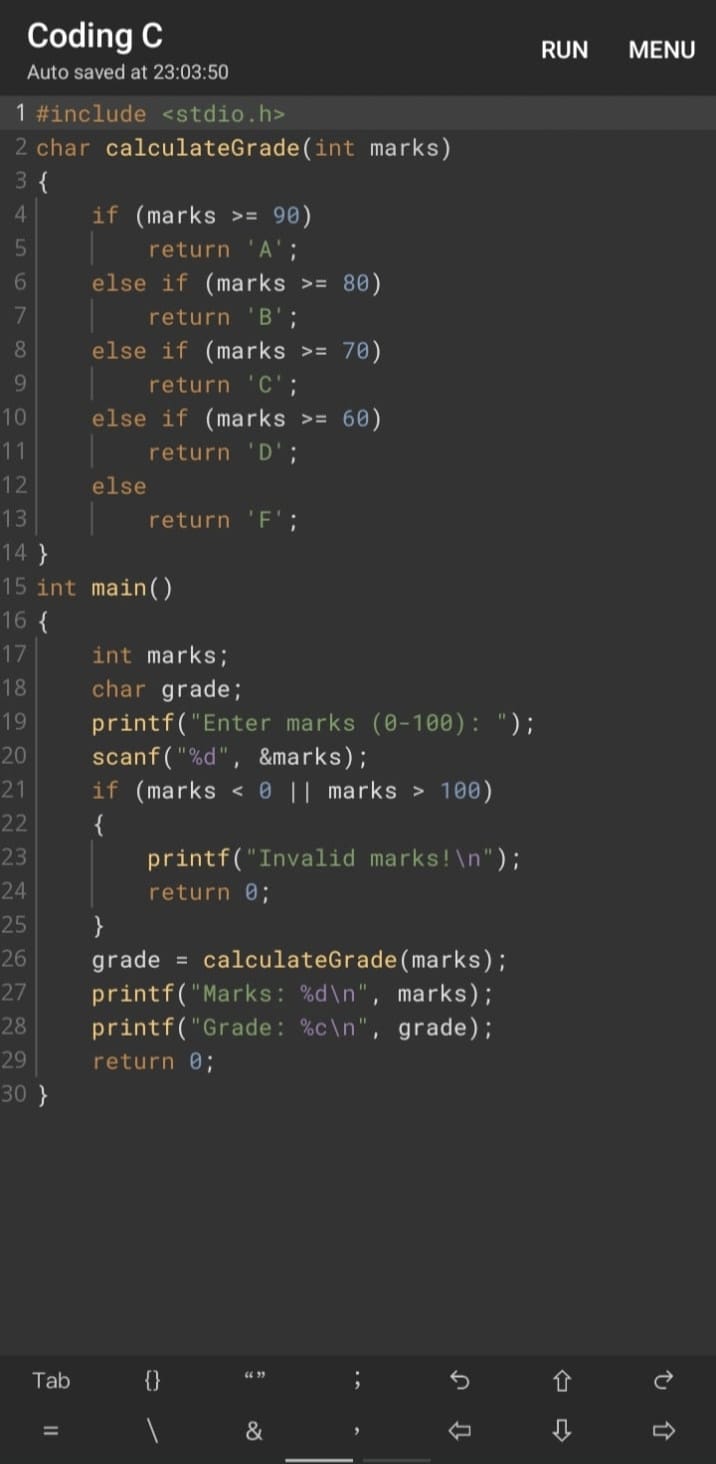 Coding C
RUN MENU
Auto saved at 23:03:50
1 #include <stdio.h>
2 char calculateGrade(int marks)
3 {
4     if (marks >= 90)
5         return 'A';
6     else if (marks >= 80)
7         return 'B';
8     else if (marks >= 70)
9         return 'C';
10     else if (marks >= 60)
11         return 'D';
12     else
13         return 'F';
14 }
15 int main()
16 {
17     int marks;
18     char grade;
19     printf("Enter marks (0-100): ");
20     scanf("%d", &marks);
21     if (marks < 0 || marks > 100)
22     {
23         printf("Invalid marks!\n");
24         return 0;
25     }
26     grade = calculateGrade(marks);
27     printf("Marks: %d\n", marks);
28     printf("Grade: %c\n", grade);
29     return 0;
30 }
Tab {} “” ;
= \ & ,